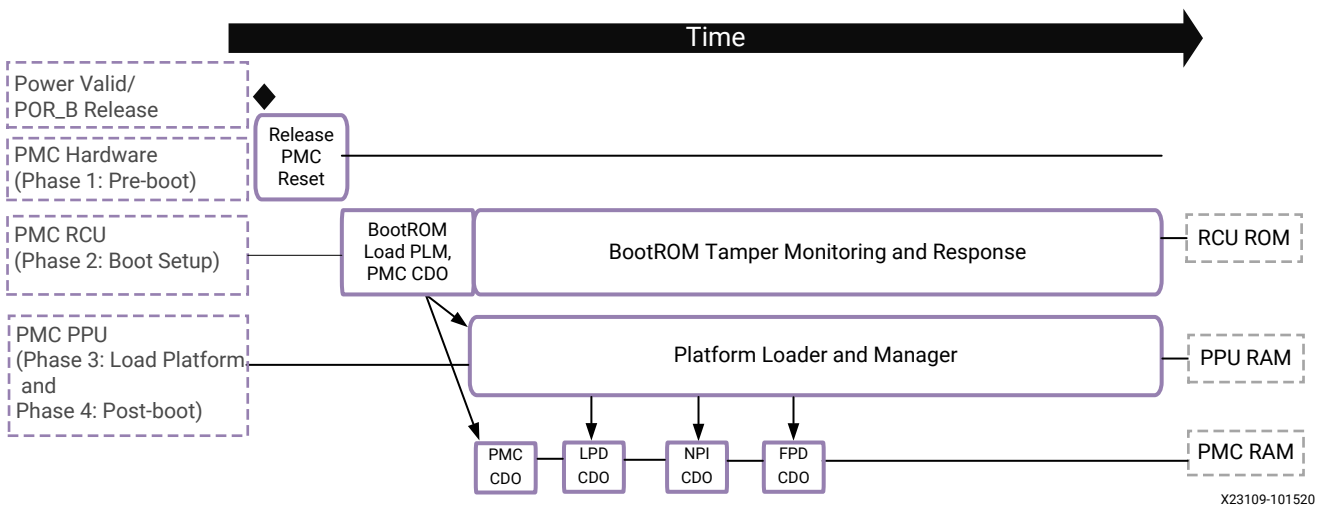 Time
Power Valid/
POR_B Release
Release
PMC
Reset
PMC Hardware
(Phase 1: Pre-boot)
PMC RCU
(Phase 2: Boot Setup)
BootROM
Load PLM,
PMC CDO
BootROM Tamper Monitoring and Response
RCU ROM
PMC PPU
(Phase 3: Load Platform
and
Phase 4: Post-boot)
Platform Loader and Manager
PPU RAM
PMC
CDO
LPD
CDO
NPI
CDO
FPD
CDO
PMC RAM
X23109-101520